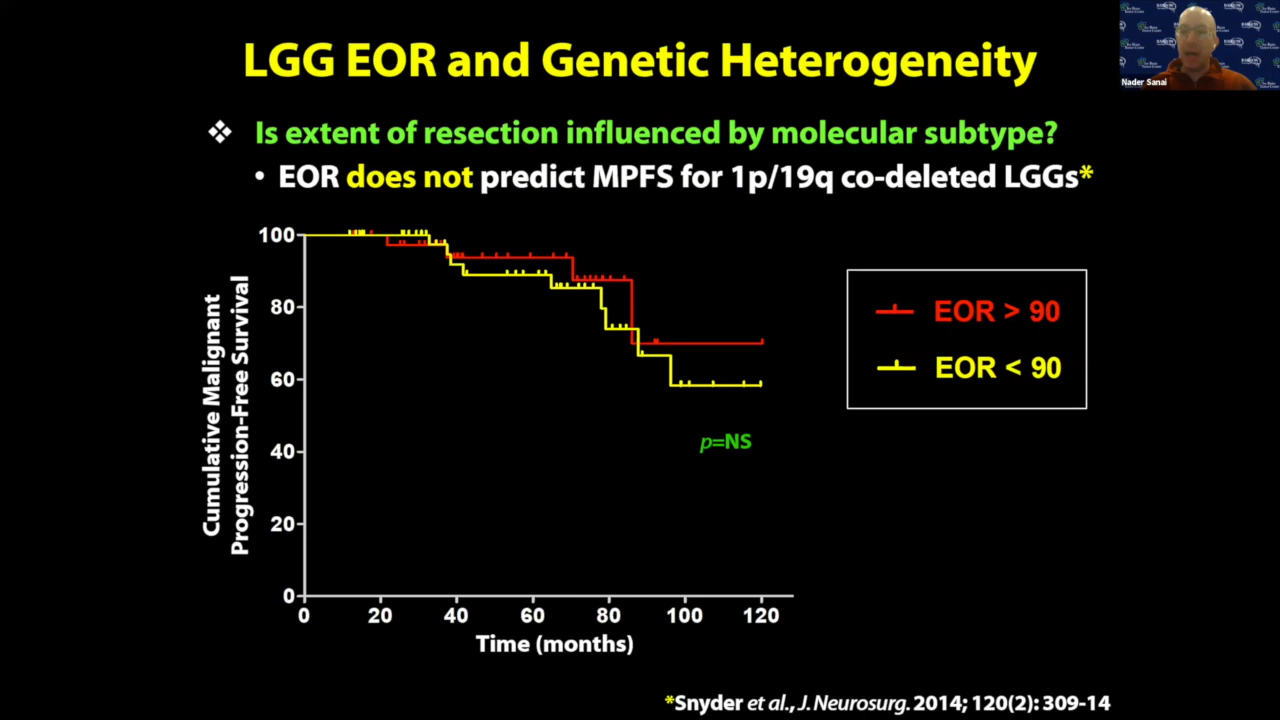 LGG EOR and Genetic Heterogeneity
❖ Is extent of resection influenced by molecular subtype?
• EOR does not predict MPFS for 1p/19q co-deleted LGGs*
Cumulative Malignant
Progression-Free Survival
100
80
60
40
20
0
0 20 40 60 80 100 120
Time (months)
p=NS
EOR > 90
EOR < 90
*Snyder et al., J. Neurosurg. 2014; 120(2): 309-14
Nader Sanai